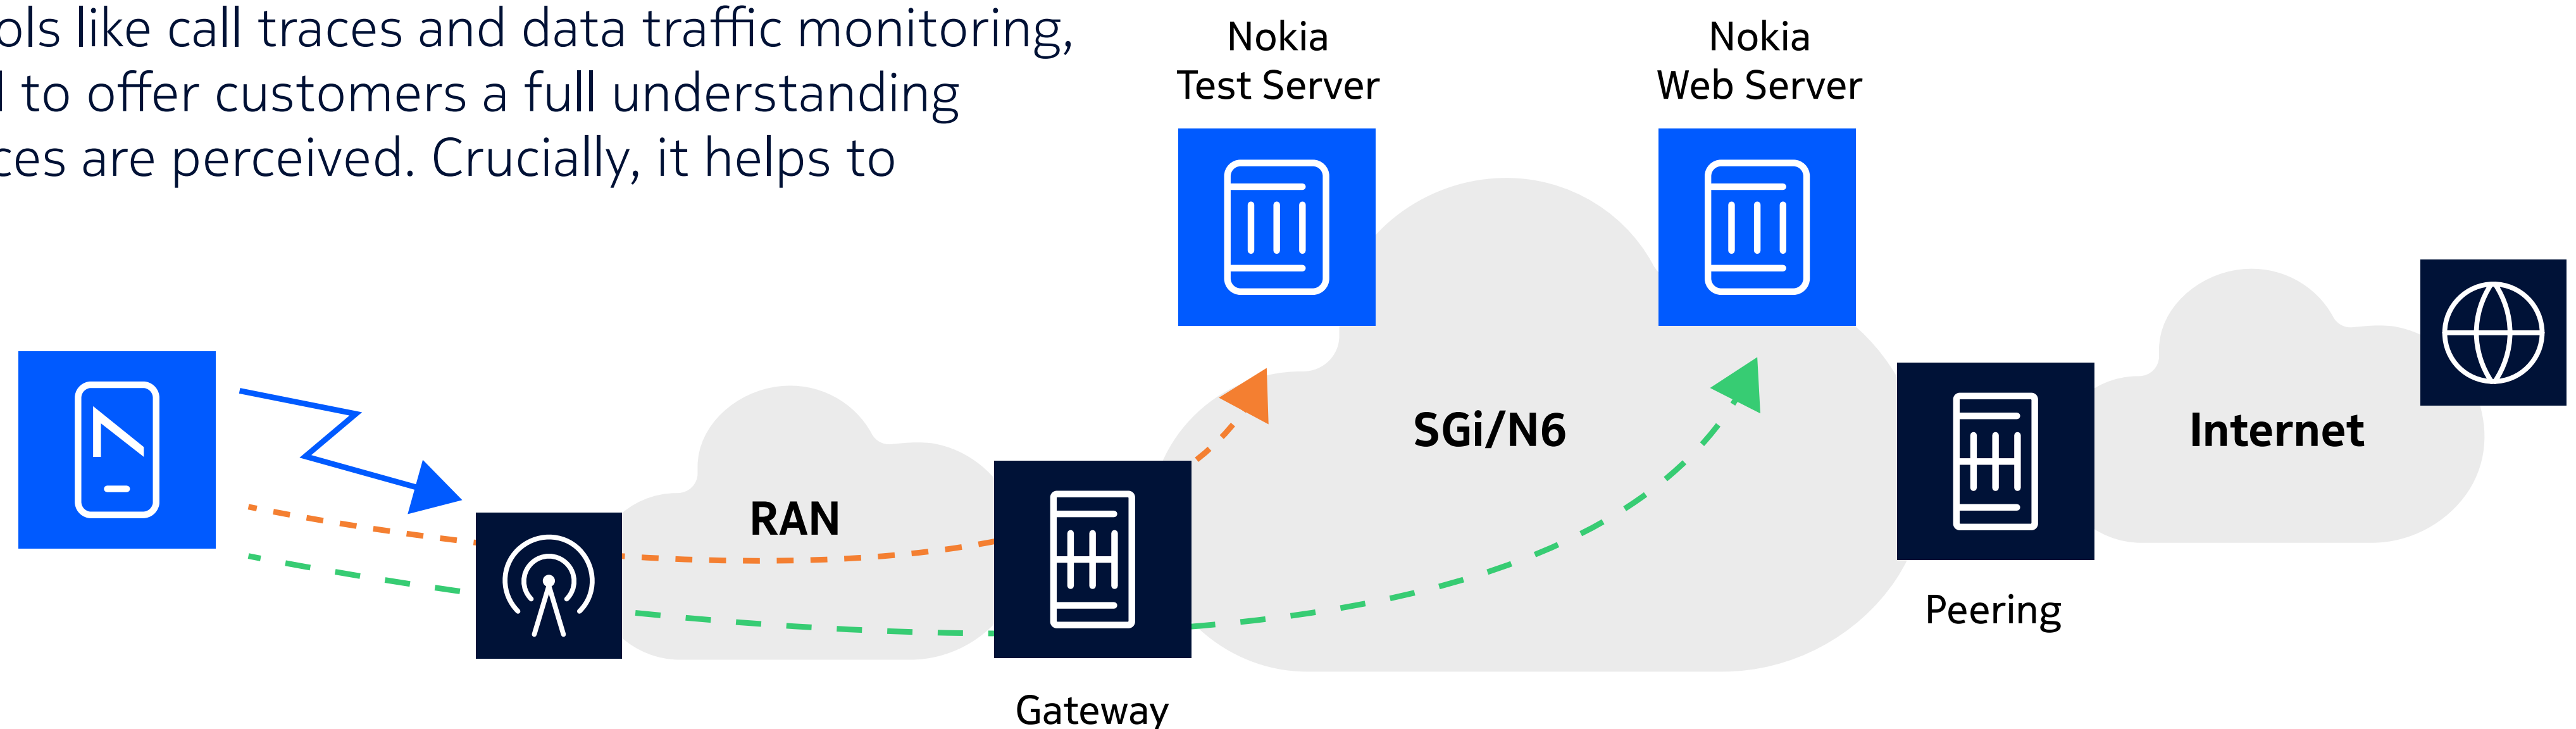 ols like call traces and data traffic monitoring,
to offer customers a full understanding
ces are perceived. Crucially, it helps to
Nokia
Test Server
Nokia
Web Server
SGi/N6
Internet
RAN
Peering
Gateway